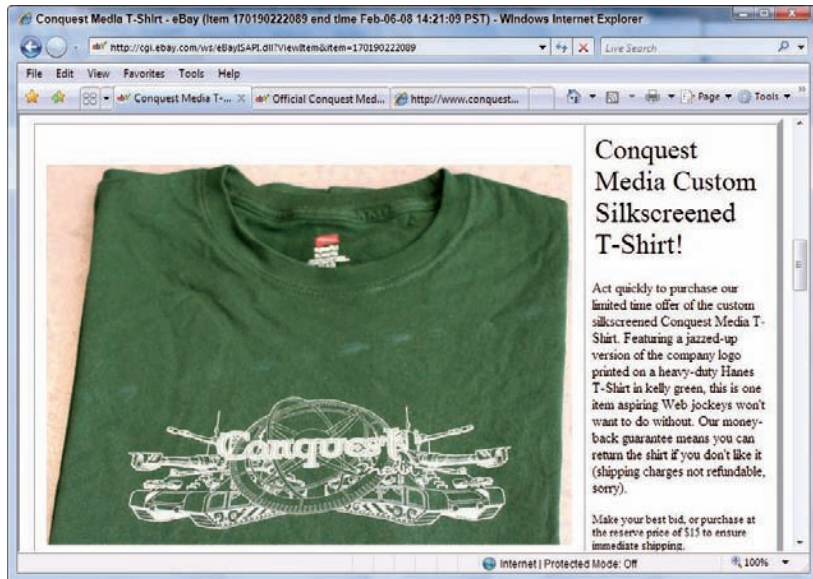 Conquest Media T-Shirt - eBay (item 170190222089 end time Feb-06-08 14:21:09 PST) - Windows Internet Explorer
http://cgi.ebay.com/ws/eBayISAPI.dll?ViewItem&item=170190222089
Live Search
File Edit View Favorites Tools Help
Conquest Media T-... Official Conquest Med... http://www.conquest... Page Tools
Conquest
Media Custom
Silkscreened
T-Shirt!
Act quickly to purchase our
limited time offer of the custom
silkscreened Conquest Media T-
Shirt. Featuring a jazzed-up
version of the company logo
printed on a heavy-duty Hanes
T-Shirt in kelly green, this is one
item aspiring Web jockeys won't
want to do without. Our money-
back guarantee means you can
return the shirt if you don't like it
(shipping charges not refundable,
sorry).
Make your best bid, or purchase at
the reserve price of $15 to ensure
immediate shipping.
Conquest
media
Internet | Protected Mode: Off 100%